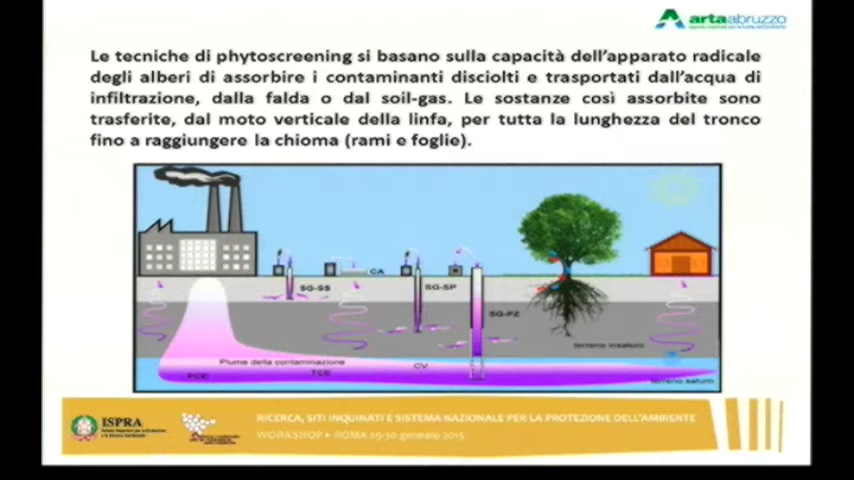 artaabruzzo
Le tecniche di phytoscreening si basano sulla capacità dell'apparato radicale
degli alberi di assorbire i contaminanti disciolti e trasportati dall'acqua di
infiltrazione, dalla falda o dal soil-gas. Le sostanze così assorbite sono
trasferite, dal moto verticale della linfa, per tutta la lunghezza del tronco
fino a raggiungere la chioma (rami e foglie).
CA
SG-SS
SG-SP
SG-PZ
terreno insaturo
Plume della contaminazione
PCE
TCE
CV
terreno saturo
ISPRA
RICERCA, SITI INQUINATI E SISTEMA NAZIONALE PER LA PROTEZIONE DELL'AMBIENTE
WORKSHOP • ROMA 29-30 gennaio 2015